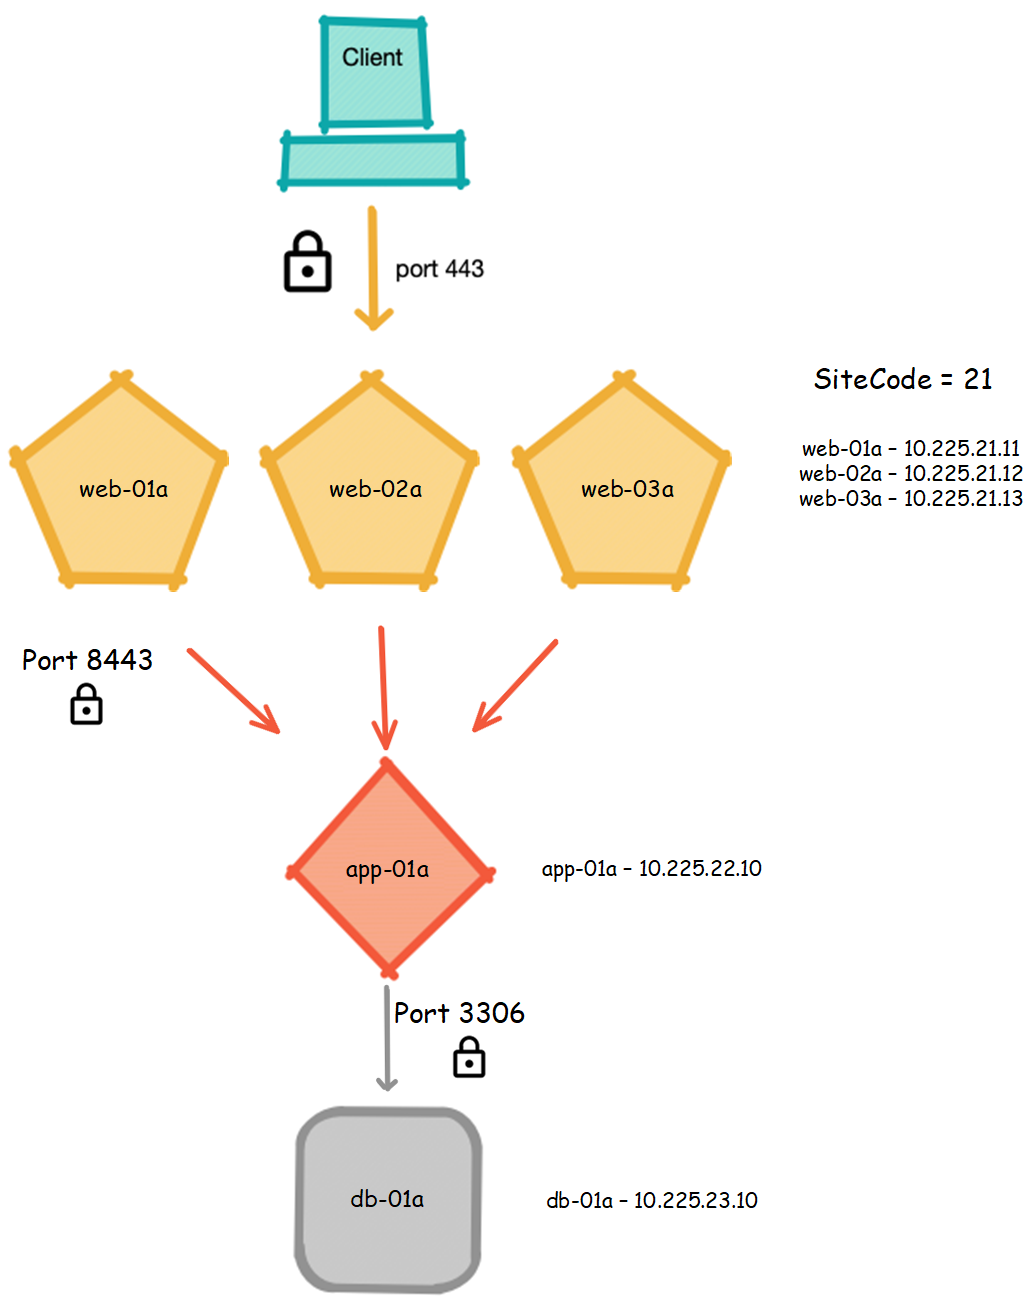 Client
port 443
SiteCode = 21
web-01a – 10.225.21.11
web-02a – 10.225.21.12
web-03a – 10.225.21.13
web-01a
web-02a
web-03a
Port 8443
app-01a
app-01a – 10.225.22.10
Port 3306
db-01a
db-01a – 10.225.23.10